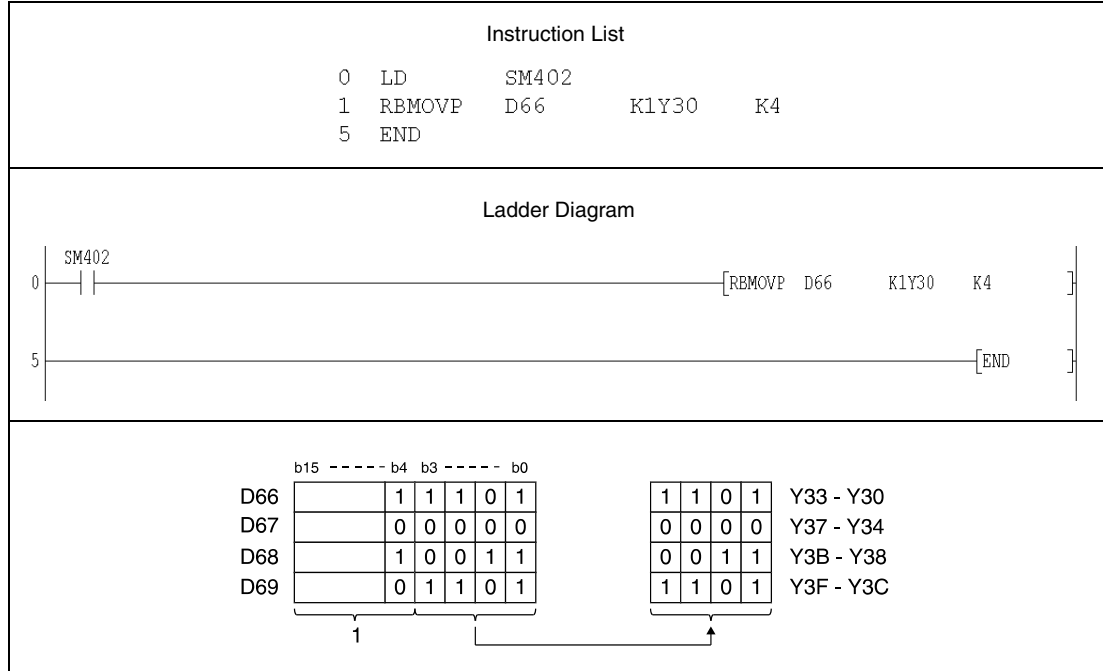 Instruction List
0 LD SM402
1 RBMOVP D66 K1Y30 K4
5 END
Ladder Diagram
SM402
0 [RBMOVP D66 K1Y30 K4 ]
5 [END ]
b15 - - - - - b4 b3 - - - - - b0
D66 1 1 1 0 1 1 1 0 1 Y33 - Y30
D67 0 0 0 0 0 0 0 0 0 Y37 - Y34
D68 1 0 0 1 1 0 0 1 1 Y3B - Y38
D69 0 1 1 0 1 1 1 0 1 Y3F - Y3C
1